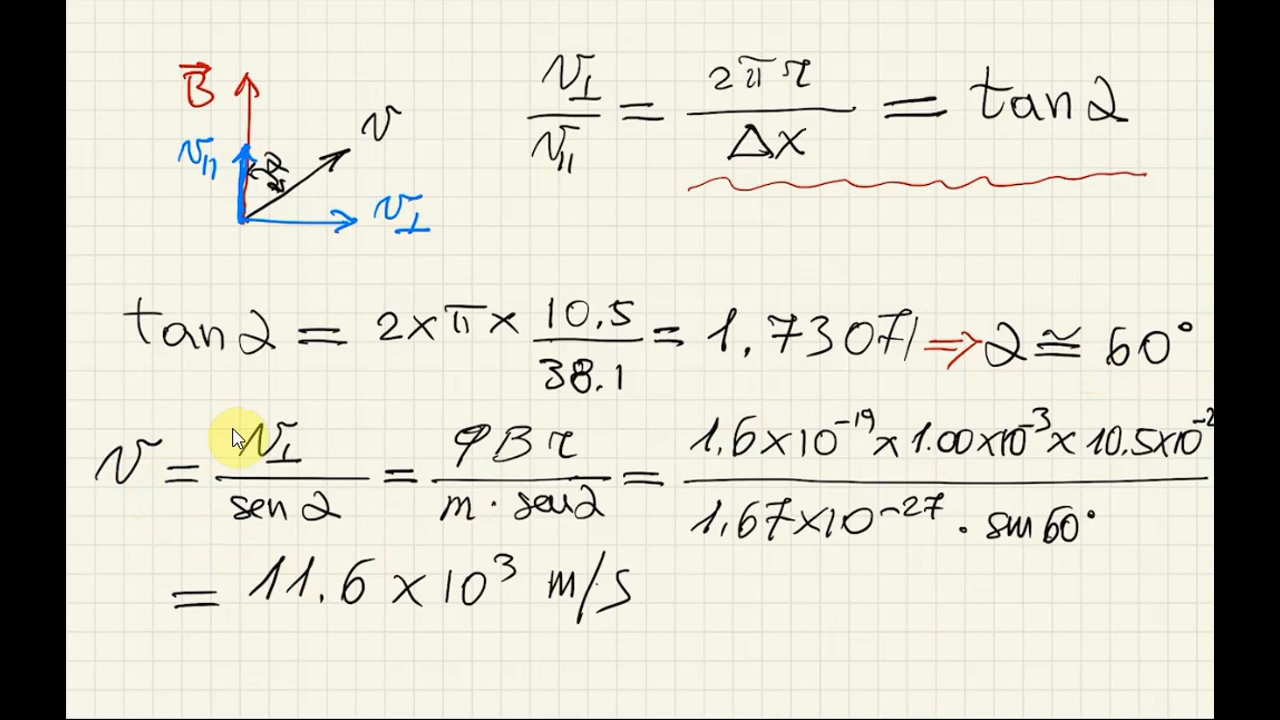 B⃗
v
v∥
α
v⊥
v⊥/v∥ = 2πr/Δx = tan α
tan α = 2 × π × 10.5/38.1 = 1.73071 ⇒ α ≅ 60°
v = v⊥/sen α = qBr/(m · sen α) = (1.6×10⁻¹⁹ × 1.00×10⁻³ × 10.5×10⁻²)/(1.67×10⁻²⁷ · sin 60°)
= 11.6 × 10³ m/s